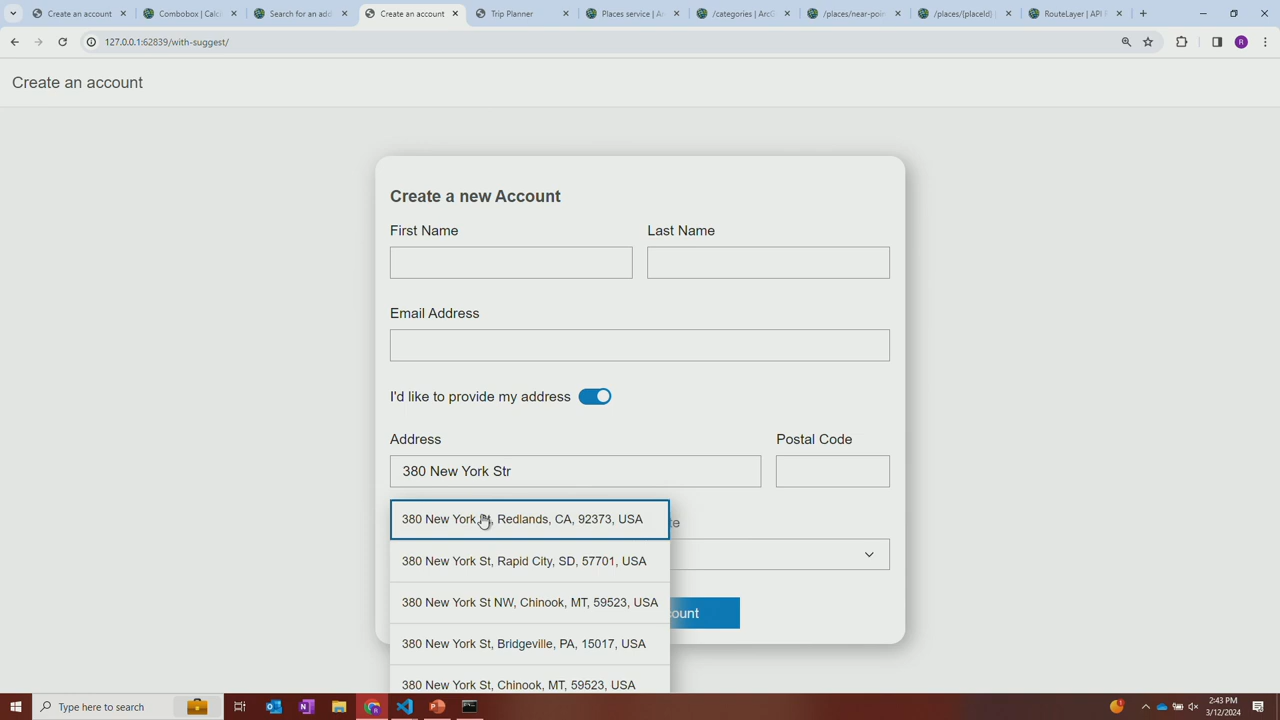 Create an account
Combobox | Calci
Search for an add
Create an account
Trip Planner
Places service | Ar
/categories | ArcG
/places/near-poin
/places/{placeId} |
RouteLayer | API R
127.0.0.1:62839/with-suggest/
R
Create an account
Create a new Account
First Name
Last Name
Email Address
I'd like to provide my address
Address
Postal Code
380 New York Str
380 New York Redlands, CA, 92373, USA
te
380 New York St, Rapid City, SD, 57701, USA
380 New York St NW, Chinook, MT, 59523, USA
ount
380 New York St, Bridgeville, PA, 15017, USA
380 New York St, Chinook, MT, 59523, USA
Type here to search
2:43 PM
3/12/2024